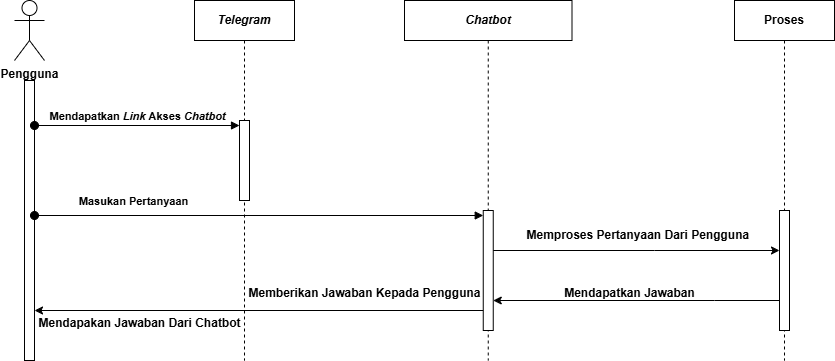 Telegram
Chatbot
Proses
Pengguna
Mendapatkan Link Akses Chatbot
Masukan Pertanyaan
Memproses Pertanyaan Dari Pengguna
Memberikan Jawaban Kepada Pengguna
Mendapatkan Jawaban
Mendapakan Jawaban Dari Chatbot